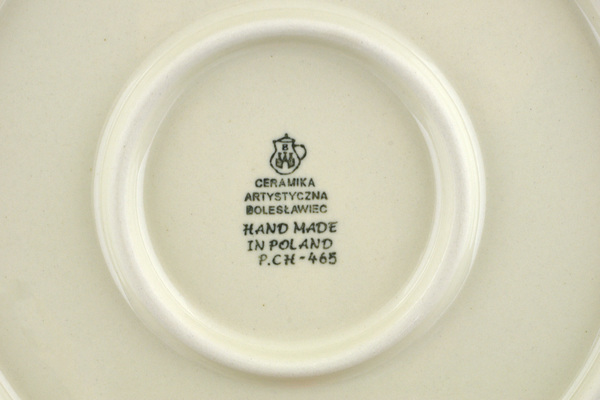 B
CERAMIKA
ARTYSTYCZNA
BOLESŁAWIEC
HAND MADE
IN POLAND
P.CH-465